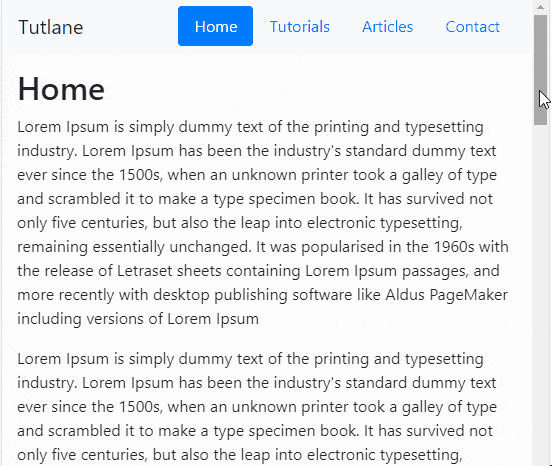 Tutlane Home Tutorials Articles Contact
Home
Lorem Ipsum is simply dummy text of the printing and typesetting
industry. Lorem Ipsum has been the industry's standard dummy text
ever since the 1500s, when an unknown printer took a galley of type
and scrambled it to make a type specimen book. It has survived not
only five centuries, but also the leap into electronic typesetting,
remaining essentially unchanged. It was popularised in the 1960s with
the release of Letraset sheets containing Lorem Ipsum passages, and
more recently with desktop publishing software like Aldus PageMaker
including versions of Lorem Ipsum
Lorem Ipsum is simply dummy text of the printing and typesetting
industry. Lorem Ipsum has been the industry's standard dummy text
ever since the 1500s, when an unknown printer took a galley of type
and scrambled it to make a type specimen book. It has survived not
only five centuries, but also the leap into electronic typesetting,